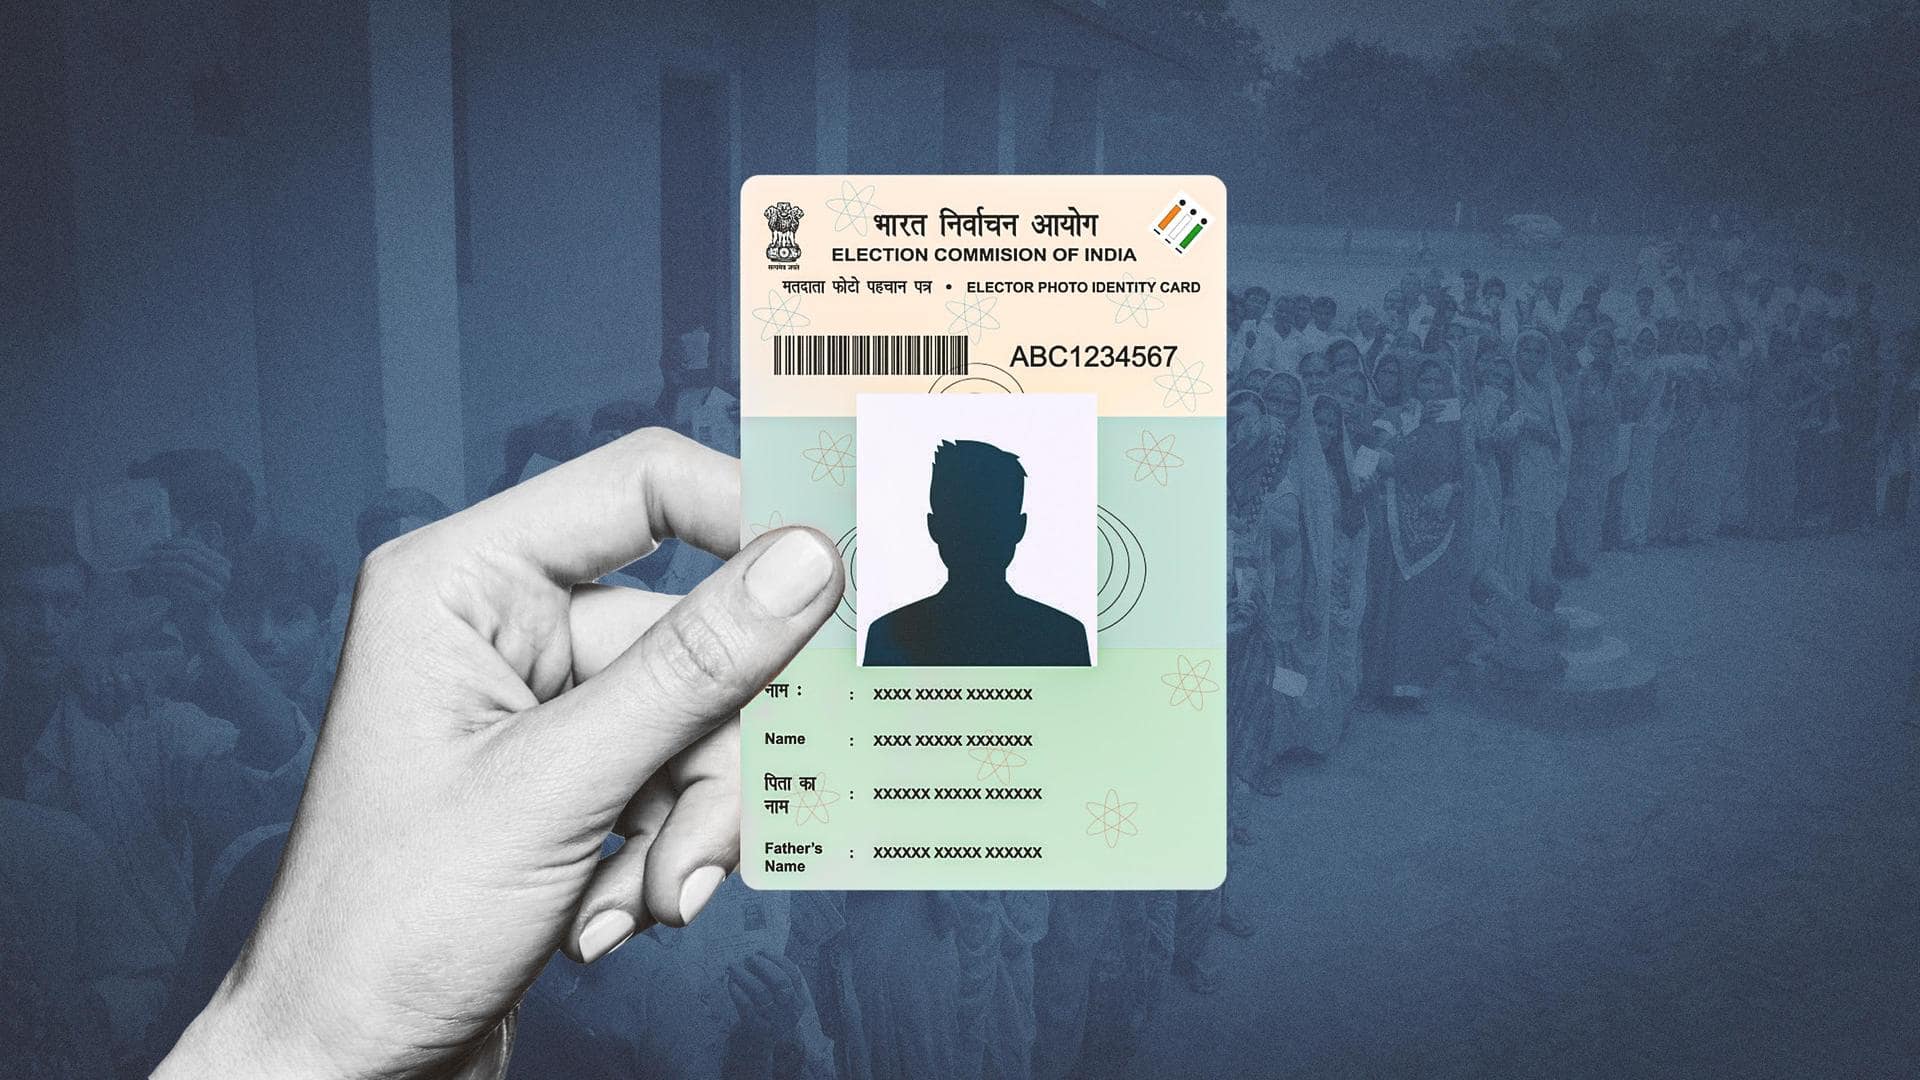 भारत निर्वाचन आयोग
ELECTION COMMISION OF INDIA
मतदाता फोटो पहचान पत्र • ELECTOR PHOTO IDENTITY CARD
ABC1234567
सत्यमेव जयते
नाम : : XXXX XXXXX XXXXXXX
Name : XXXX XXXXX XXXXXXX
पिता का
नाम : XXXXXX XXXXX XXXXXX
Father's
Name : XXXXXX XXXXX XXXXXX